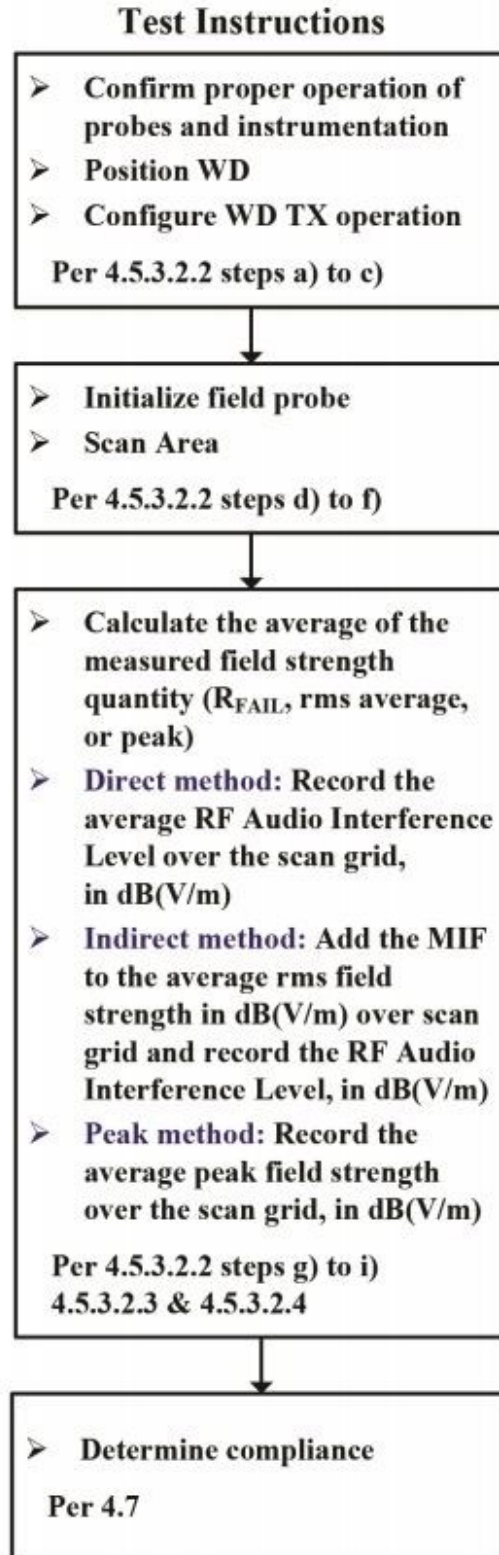 Test Instructions
➢ Confirm proper operation of
probes and instrumentation
➢ Position WD
➢ Configure WD TX operation
Per 4.5.3.2.2 steps a) to c)
➢ Initialize field probe
➢ Scan Area
Per 4.5.3.2.2 steps d) to f)
➢ Calculate the average of the
measured field strength
quantity (RFAIL, rms average,
or peak)
➢ Direct method: Record the
average RF Audio Interference
Level over the scan grid,
in dB(V/m)
➢ Indirect method: Add the MIF
to the average rms field
strength in dB(V/m) over scan
grid and record the RF Audio
Interference Level, in dB(V/m)
➢ Peak method: Record the
average peak field strength
over the scan grid, in dB(V/m)
Per 4.5.3.2.2 steps g) to i)
4.5.3.2.3 & 4.5.3.2.4
➢ Determine compliance
Per 4.7